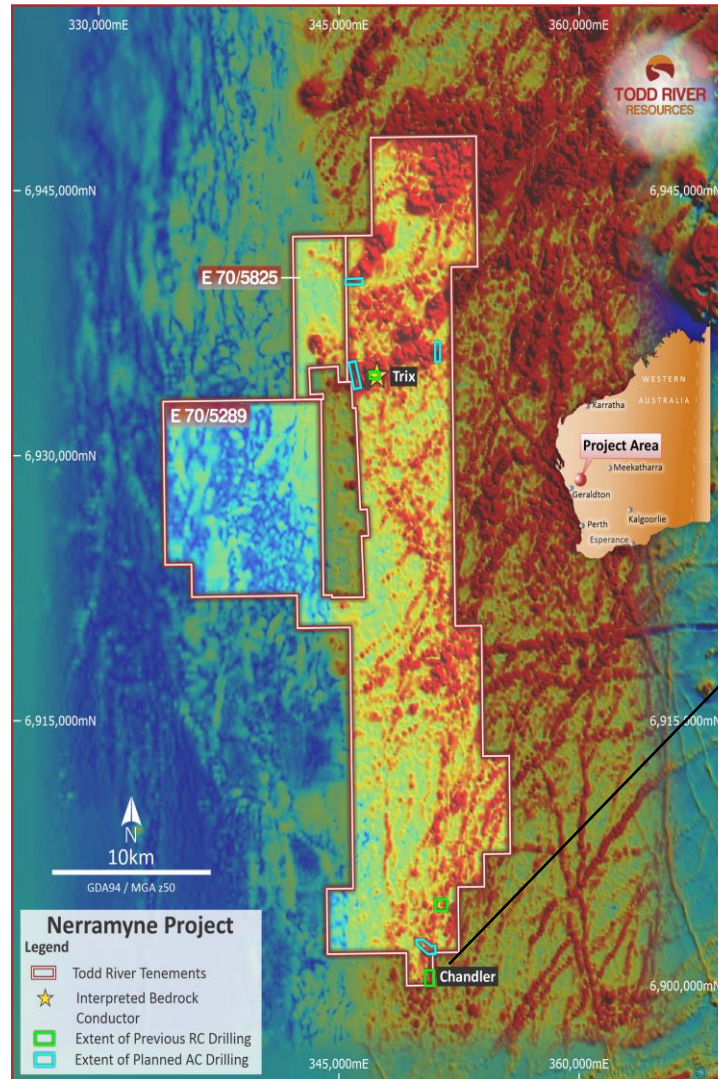 330,000mE
345,000mE
360,000mE
TODD RIVER
RESOURCES
6,945,000mN
6,945,000mN
E 70/5825
Trix
E 70/5289
WESTERN
AUSTRALIA
Karratha
6,930,000mN
Project Area
Meekatharra
Geraldton
Kalgoorlie
Perth
Esperance
6,915,000mN
6,915,000mN
N
10km
GDA94 / MGA z50
Nerramyne Project
Legend
Todd River Tenements
Interpreted Bedrock
Conductor
Extent of Previous RC Drilling
Extent of Planned AC Drilling
Chandler
6,900,000mN
345,000mE
360,000mE